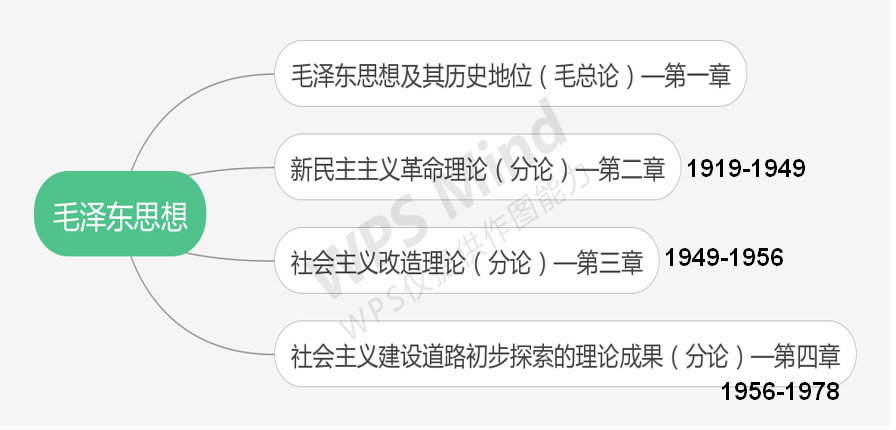 毛泽东思想及其历史地位（毛总论）—第一章
新民主主义革命理论（分论）—第二章 1919-1949
毛泽东思想
社会主义改造理论（分论）—第三章 1949-1956
社会主义建设道路初步探索的理论成果（分论）—第四章
1956-1978
WPS Mind
WPS仅提供作图能力